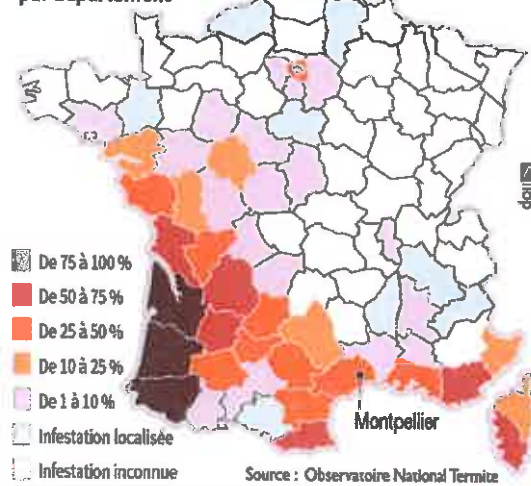 par département
De 75 à 100 %
De 50 à 75 %
De 25 à 50 %
De 10 à 25 %
De 1 à 10 %
Infestation localisée
Infestation inconnue
Montpellier
Source : Observatoire National Termite